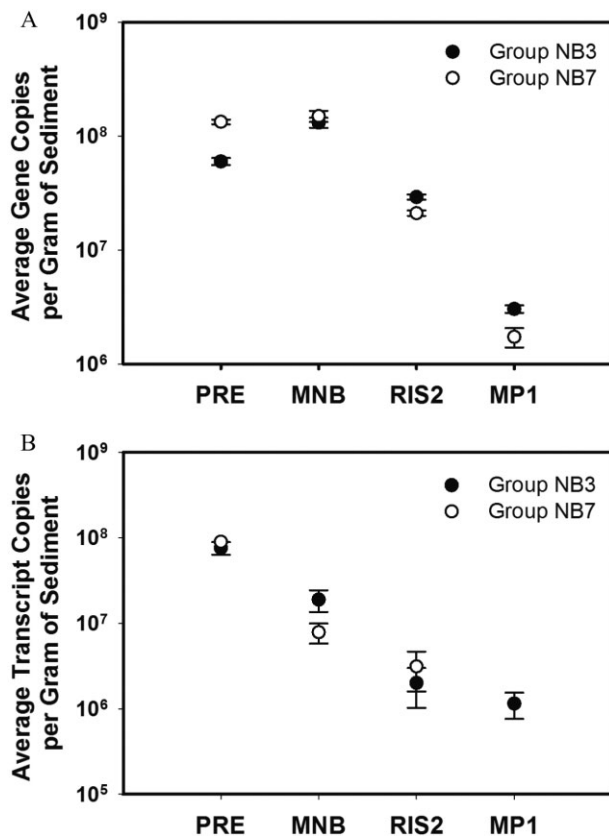 A
Average Gene Copies
per Gram of Sediment
10⁹
10⁸
10⁷
10⁶
Group NB3
Group NB7
PRE MNB RIS2 MP1
B
Average Transcript Copies
per Gram of Sediment
10⁹
10⁸
10⁷
10⁶
10⁵
Group NB3
Group NB7
PRE MNB RIS2 MP1